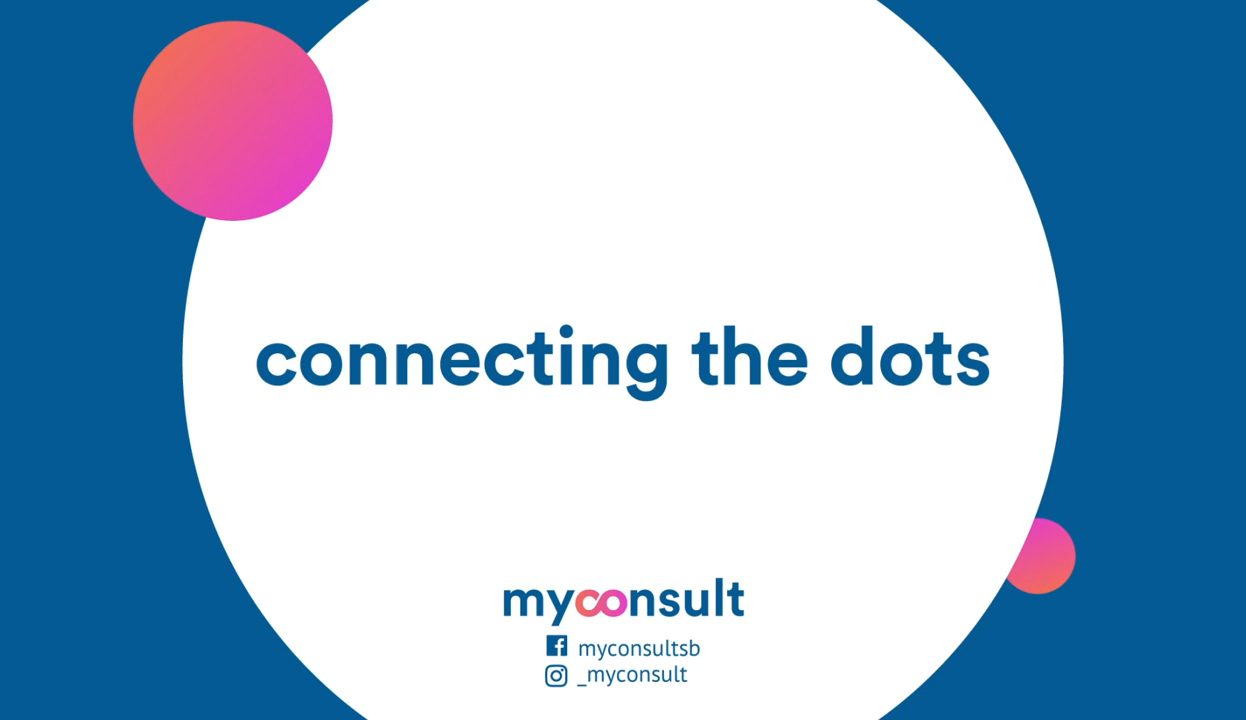 connecting the dots
myconsult
myconsultsb
_myconsult